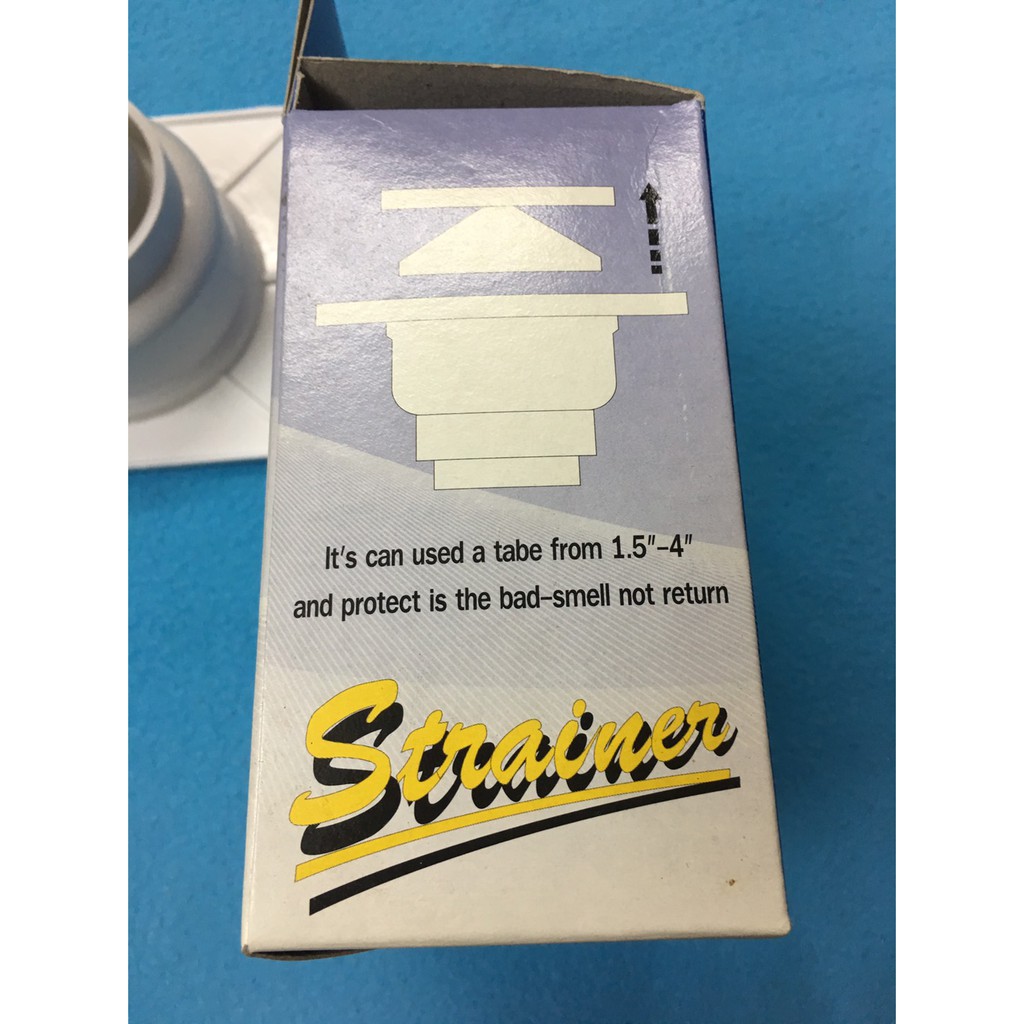 It's can used a tabe from 1.5"-4"
and protect is the bad-smell not return
Strainer